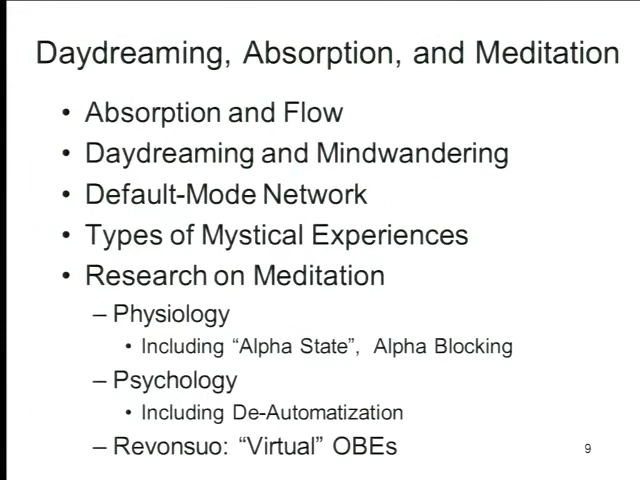 Daydreaming, Absorption, and Meditation
• Absorption and Flow
• Daydreaming and Mindwandering
• Default-Mode Network
• Types of Mystical Experiences
• Research on Meditation
– Physiology
• Including “Alpha State”, Alpha Blocking
– Psychology
• Including De-Automatization
– Revonsuo: “Virtual” OBEs
9